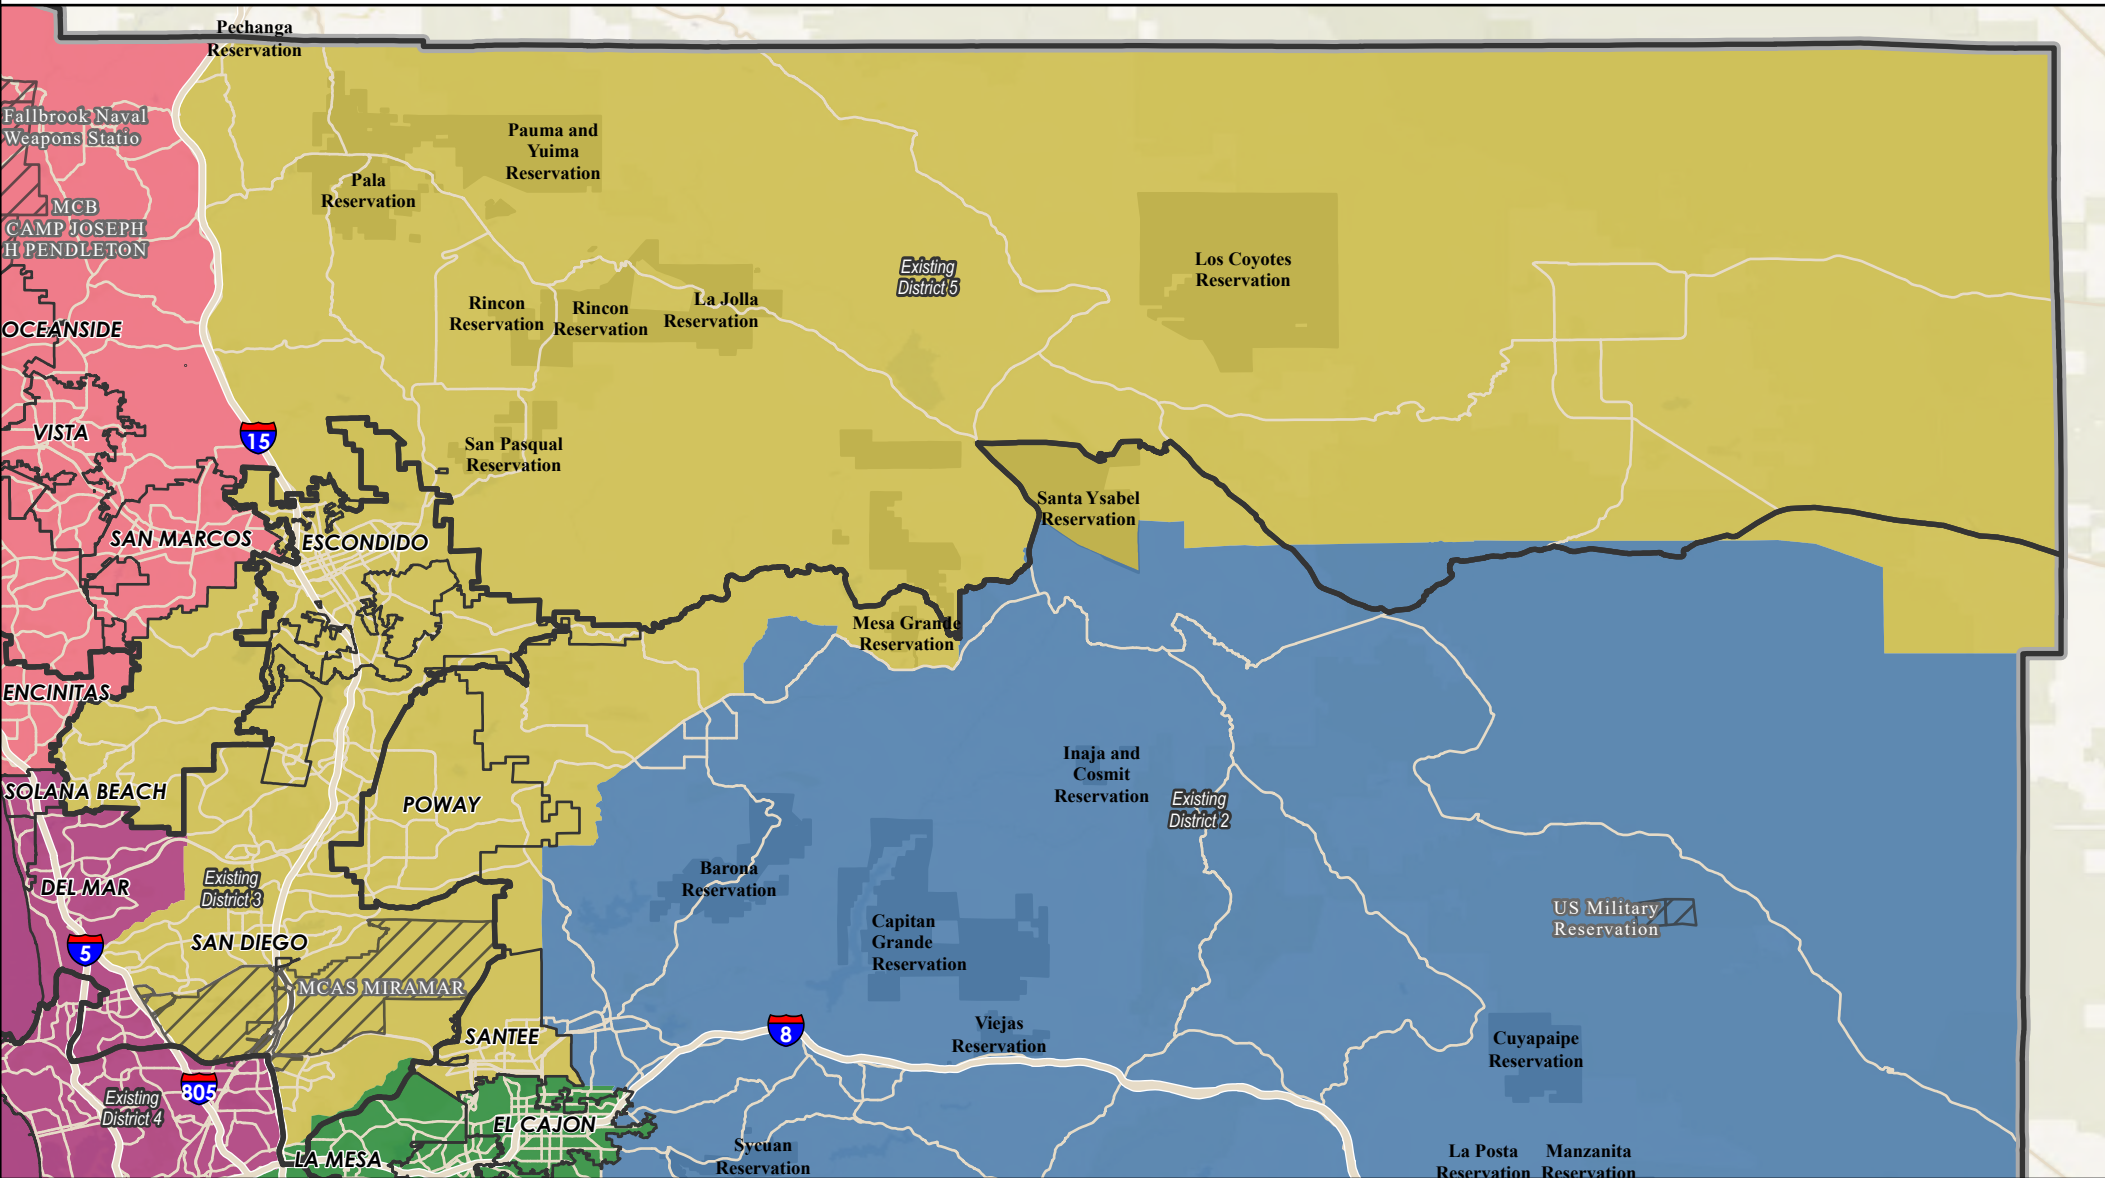 Pechanga
Reservation
Fallbrook Naval
Weapons Statio
Pauma and
Yuima
Reservation
Pala
Reservation
MCB
CAMP JOSEPH
H PENDLETON
Existing
District 5
Los Coyotes
Reservation
Rincon
Reservation
Rincon
Reservation
La Jolla
Reservation
OCEANSIDE
VISTA
15
San Pasqual
Reservation
Santa Ysabel
Reservation
SAN MARCOS
ESCONDIDO
Mesa Grande
Reservation
ENCINITAS
Inaja and
Cosmit
Reservation
SOLANA BEACH
POWAY
Existing
District 2
DEL MAR
Existing
District 3
Barona
Reservation
US Military
Reservation
Capitan
Grande
Reservation
SAN DIEGO
5
MCAS MIRAMAR
SANTEE
8
Viejas
Reservation
Cuyapaipe
Reservation
805
Existing
District 4
EL CAJON
LA MESA
Sycuan
Reservation
La Posta
Reservation
Manzanita
Reservation